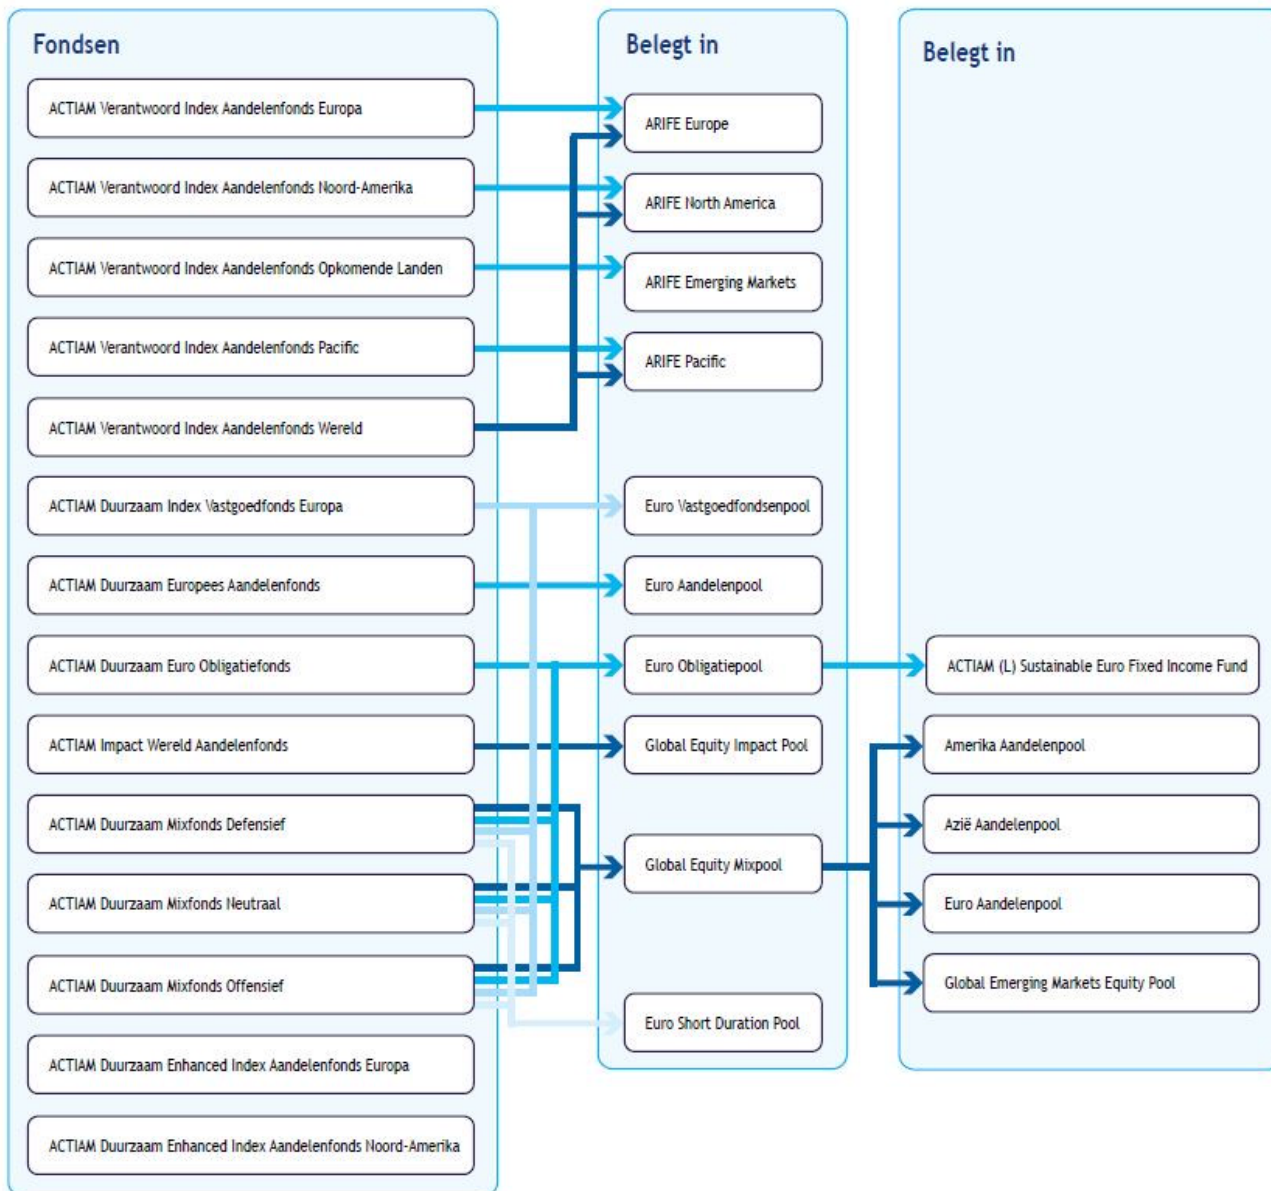 Fondsen
ACTIAM Verantwoord Index Aandelenfonds Europa
ACTIAM Verantwoord Index Aandelenfonds Noord-Amerika
ACTIAM Verantwoord Index Aandelenfonds Opkomende Landen
ACTIAM Verantwoord Index Aandelenfonds Pacific
ACTIAM Verantwoord Index Aandelenfonds Wereld
ACTIAM Duurzaam Index Vastgoedfonds Europa
ACTIAM Duurzaam Europees Aandelenfonds
ACTIAM Duurzaam Euro Obligatiefonds
ACTIAM Impact Wereld Aandelenfonds
ACTIAM Duurzaam Mixfonds Defensief
ACTIAM Duurzaam Mixfonds Neutraal
ACTIAM Duurzaam Mixfonds Offensief
ACTIAM Duurzaam Enhanced Index Aandelenfonds Europa
ACTIAM Duurzaam Enhanced Index Aandelenfonds Noord-Amerika
Belegt in
ARIFE Europe
ARIFE North America
ARIFE Emerging Markets
ARIFE Pacific
Euro Vastgoedfondsenpool
Euro Aandelenpool
Euro Obligatiepool
Global Equity Impact Pool
Global Equity Mixpool
Euro Short Duration Pool
Belegt in
ACTIAM (L) Sustainable Euro Fixed Income Fund
Amerika Aandelenpool
Azië Aandelenpool
Euro Aandelenpool
Global Emerging Markets Equity Pool